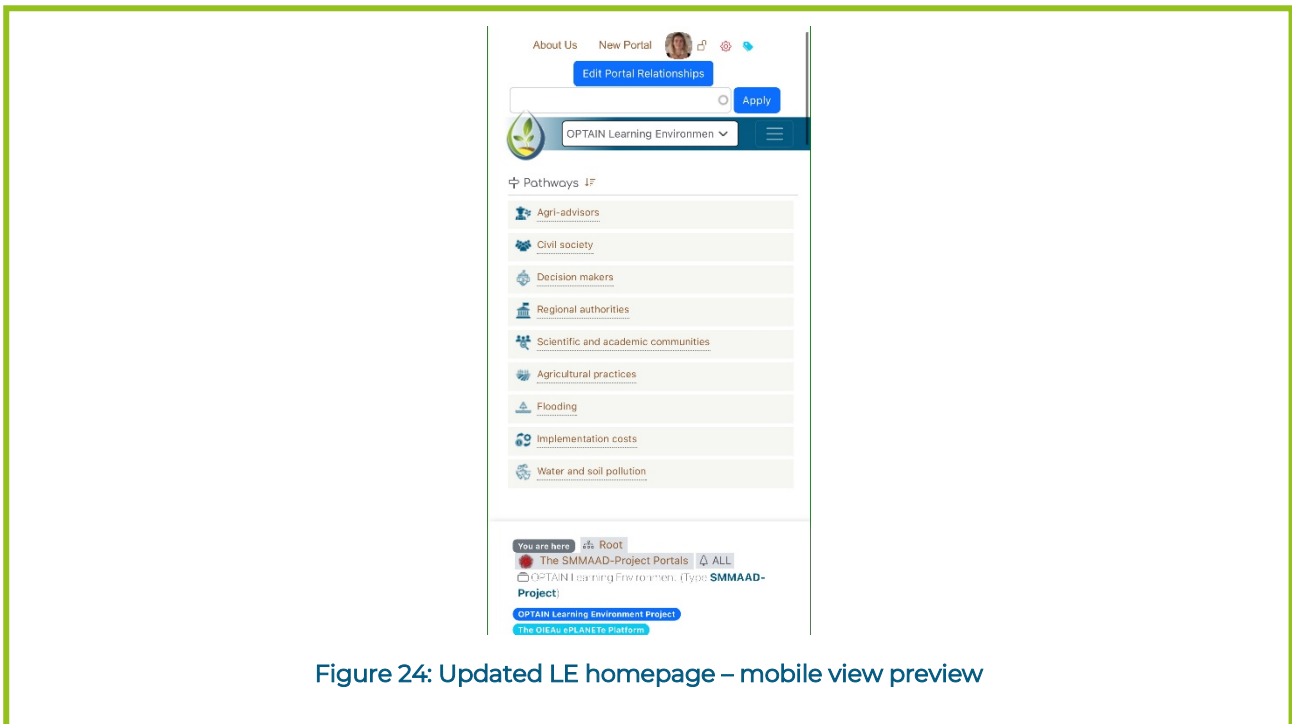 About Us New Portal
Edit Portal Relationships
Apply
OPTAIN Learning Environmen
Pathways
Agri-advisors
Civil society
Decision makers
Regional authorities
Scientific and academic communities
Agricultural practices
Flooding
Implementation costs
Water and soil pollution
You are here Root
The SMMAAD-Project Portals ALL
OPTAIN Learning Environment (Type SMMAAD-
Project)
OPTAIN Learning Environment Project
The OIEAu ePLANETe Platform
Figure 24: Updated LE homepage – mobile view preview